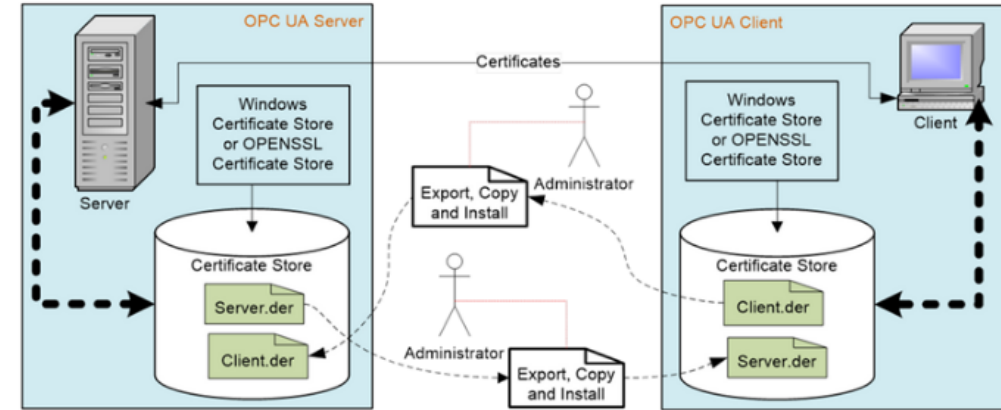 OPC UA Server
OPC UA Client
Certificates
Windows
Certificate Store
or OPENSSL
Certificate Store
Server
Windows
Certificate Store
or OPENSSL
Certificate Store
Client
Administrator
Export, Copy
and Install
Certificate Store
Server.der
Client.der
Certificate Store
Client.der
Server.der
Administrator
Export, Copy
and Install